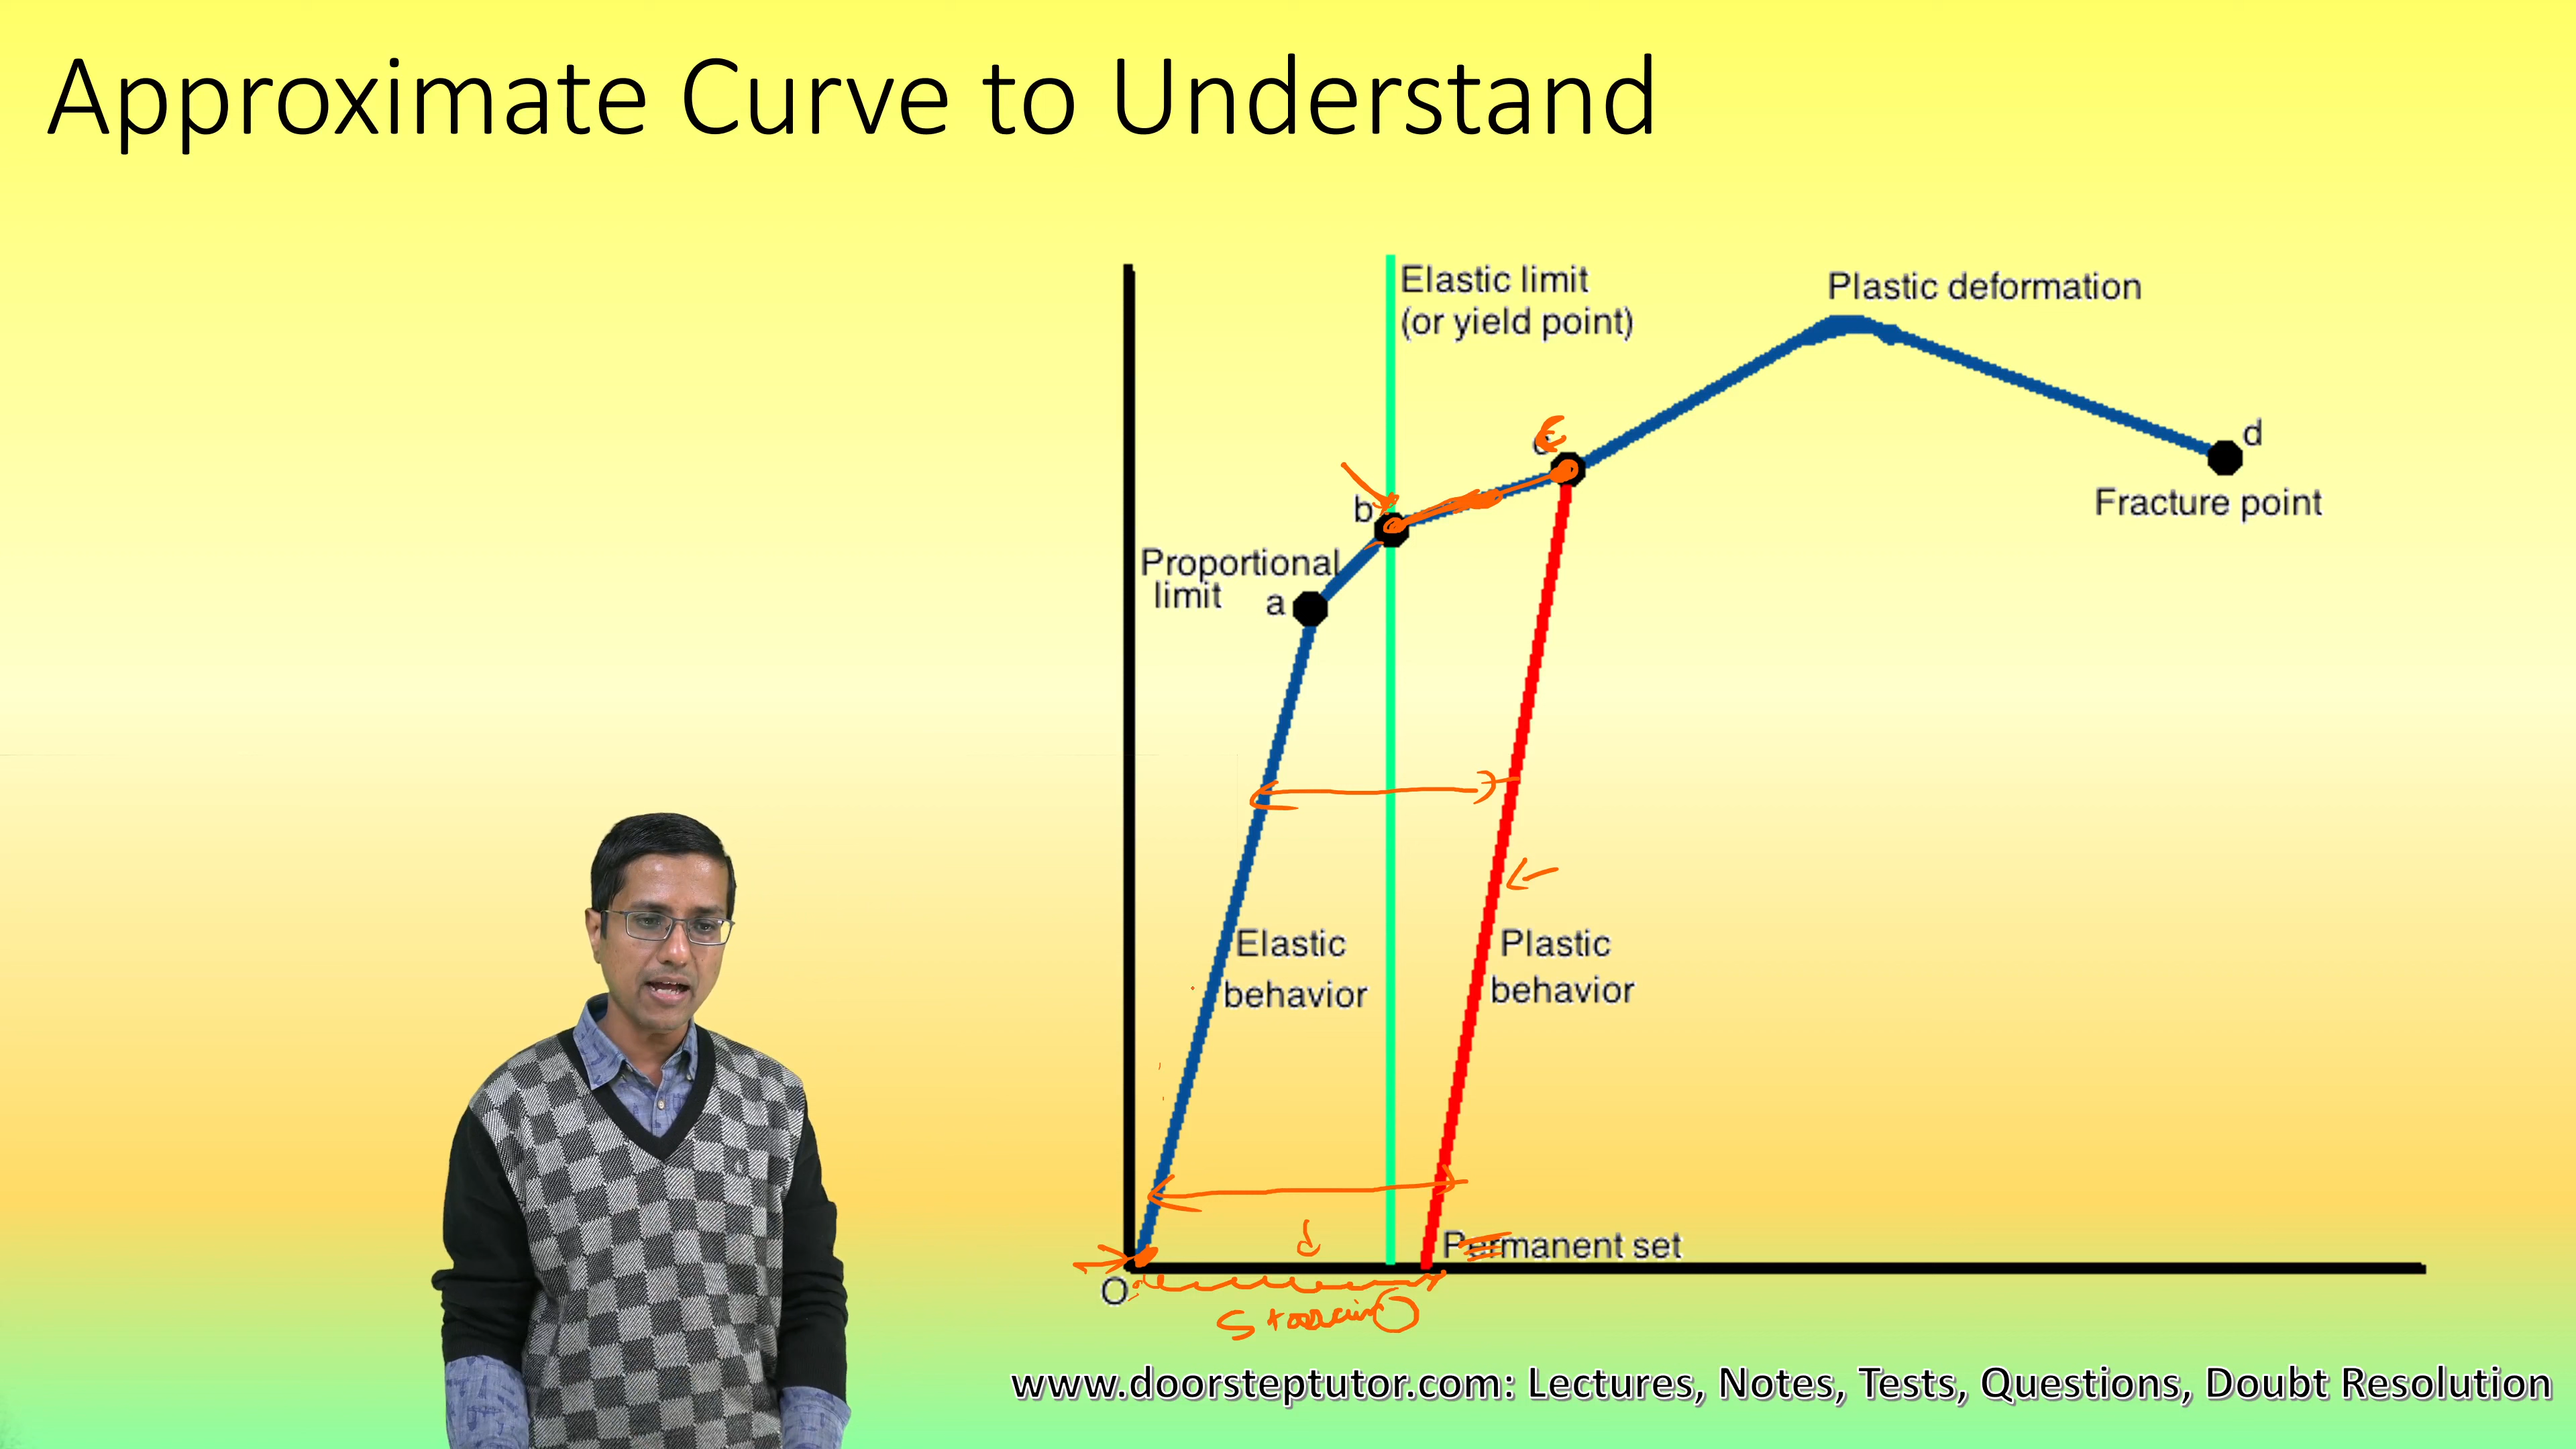 Approximate Curve to Understand
Elastic limit
(or yield point)
Plastic deformation
c
d
b
Fracture point
Proportional
limit a
Elastic
behavior
Plastic
behavior
d
Permanent set
O
www.doorsteptutor.com: Lectures, Notes, Tests, Questions, Doubt Resolution